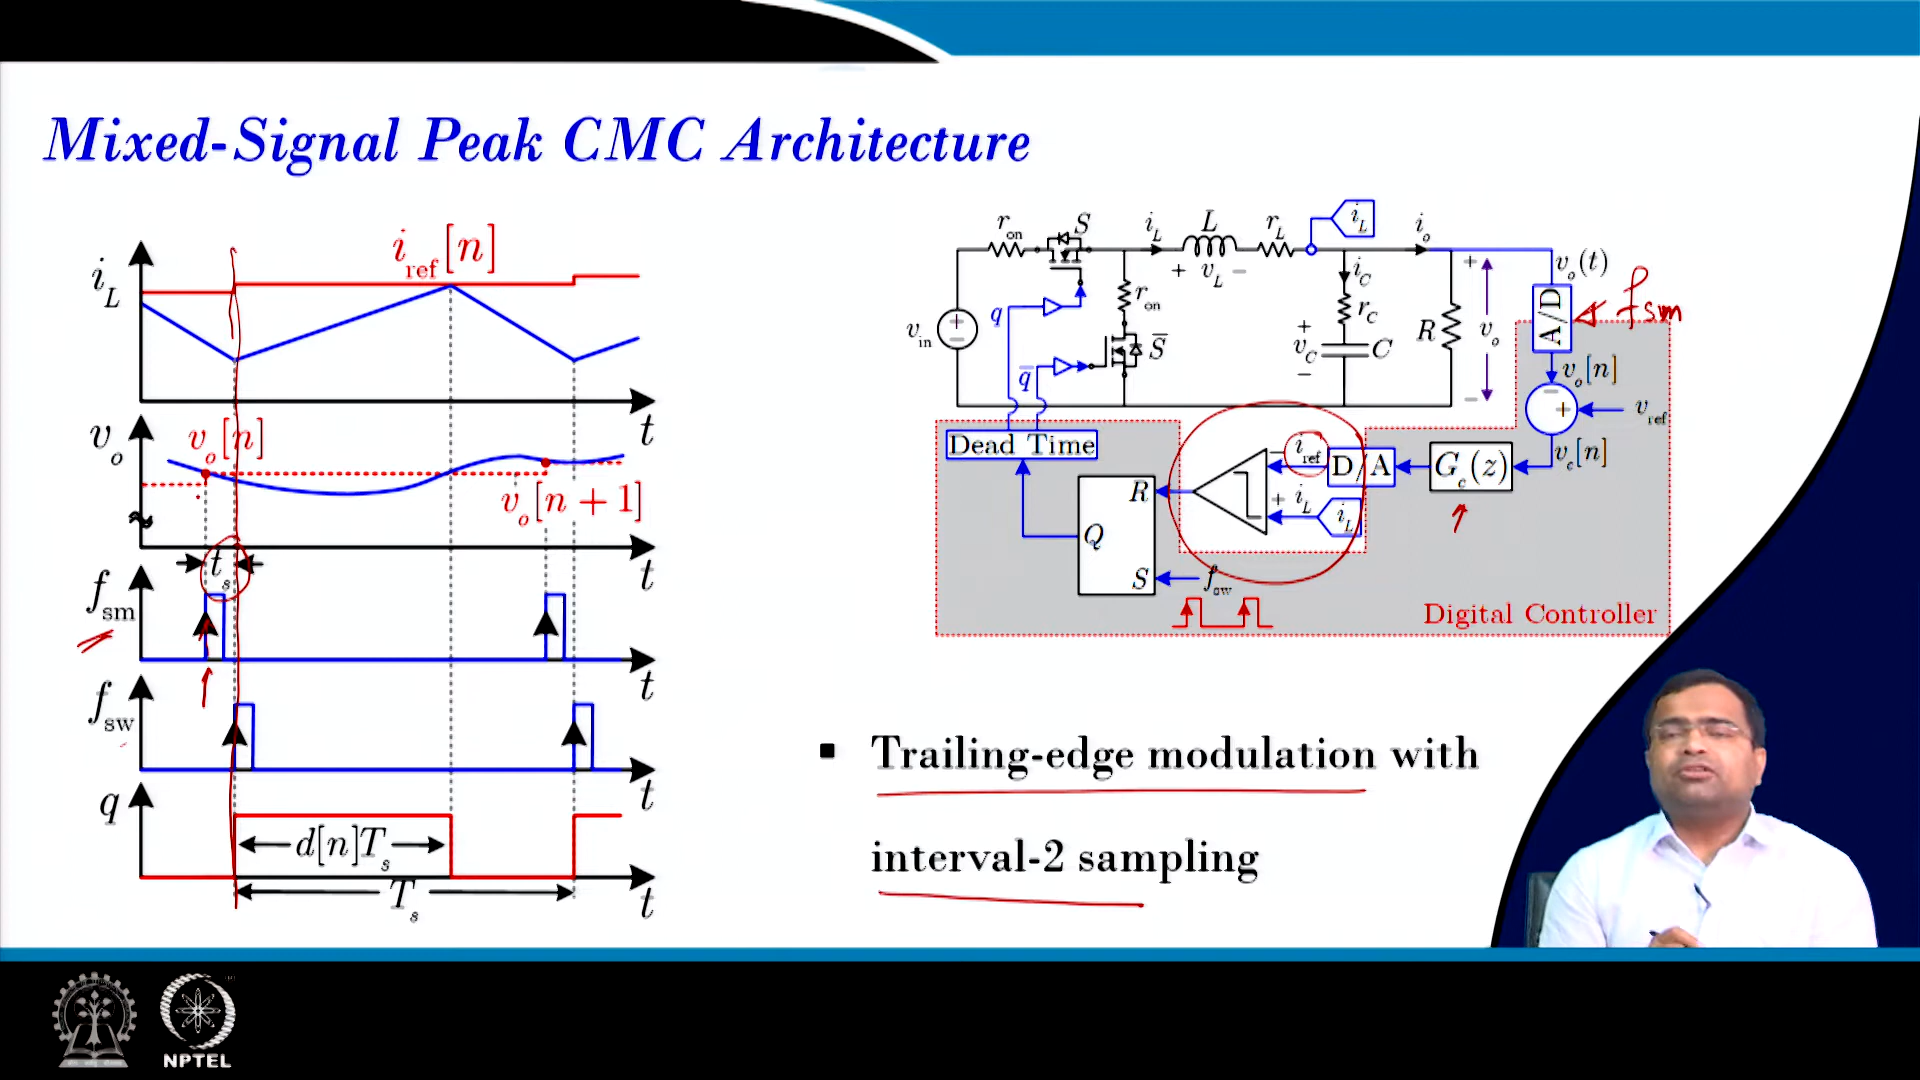 Mixed-Signal Peak CMC Architecture
i_L
i_ref[n]
t
v_o
v_o[n]
v_o[n + 1]
t
t_s
f_sm
t
f_sw
t
q
d[n]T_s
T_s
t
r_on
S
i_L
L
r_L
i_L
i_o
v_o(t)
+ v_L −
i_C
r_C
q
r_on
v_in
+
−
S̅
q̅
+
v_C
−
C
R
+
v_o
−
A/D
f_sm
v_o[n]
−
+
v_ref
v_e[n]
G_c(z)
D/A
i_ref
−
+ i_L
i_L
Dead Time
R
Q
S
f_sw
Digital Controller
▪ Trailing-edge modulation with
interval-2 sampling
NPTEL